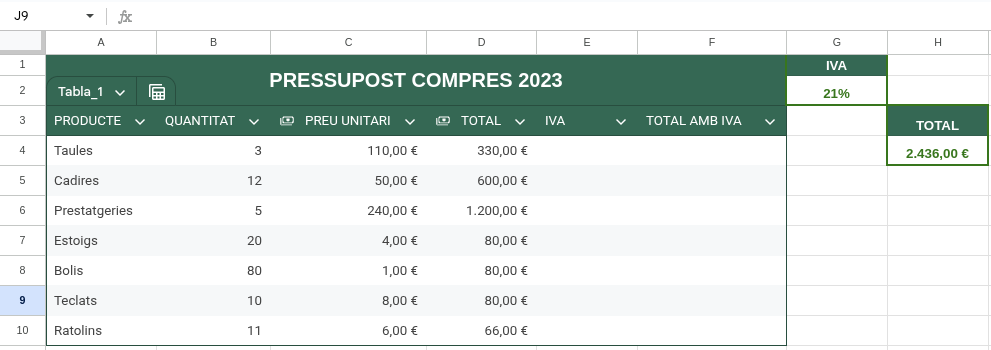 J9 fx
A B C D E F G H
1 PRESSUPOST COMPRES 2023 IVA
2 Tabla_1 21%
3 PRODUCTE QUANTITAT PREU UNITARI TOTAL IVA TOTAL AMB IVA TOTAL
4 Taules 3 110,00 € 330,00 € 2.436,00 €
5 Cadires 12 50,00 € 600,00 €
6 Prestatgeries 5 240,00 € 1.200,00 €
7 Estoigs 20 4,00 € 80,00 €
8 Bolis 80 1,00 € 80,00 €
9 Teclats 10 8,00 € 80,00 €
10 Ratolins 11 6,00 € 66,00 €